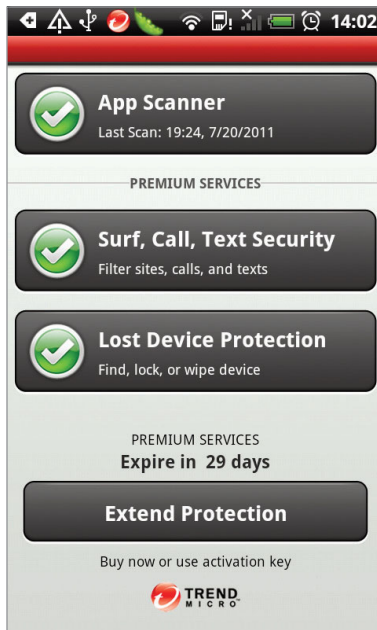 14:02
App Scanner
Last Scan: 19:24, 7/20/2011
PREMIUM SERVICES
Surf, Call, Text Security
Filter sites, calls, and texts
Lost Device Protection
Find, lock, or wipe device
PREMIUM SERVICES
Expire in 29 days
Extend Protection
Buy now or use activation key
TREND
MICRO